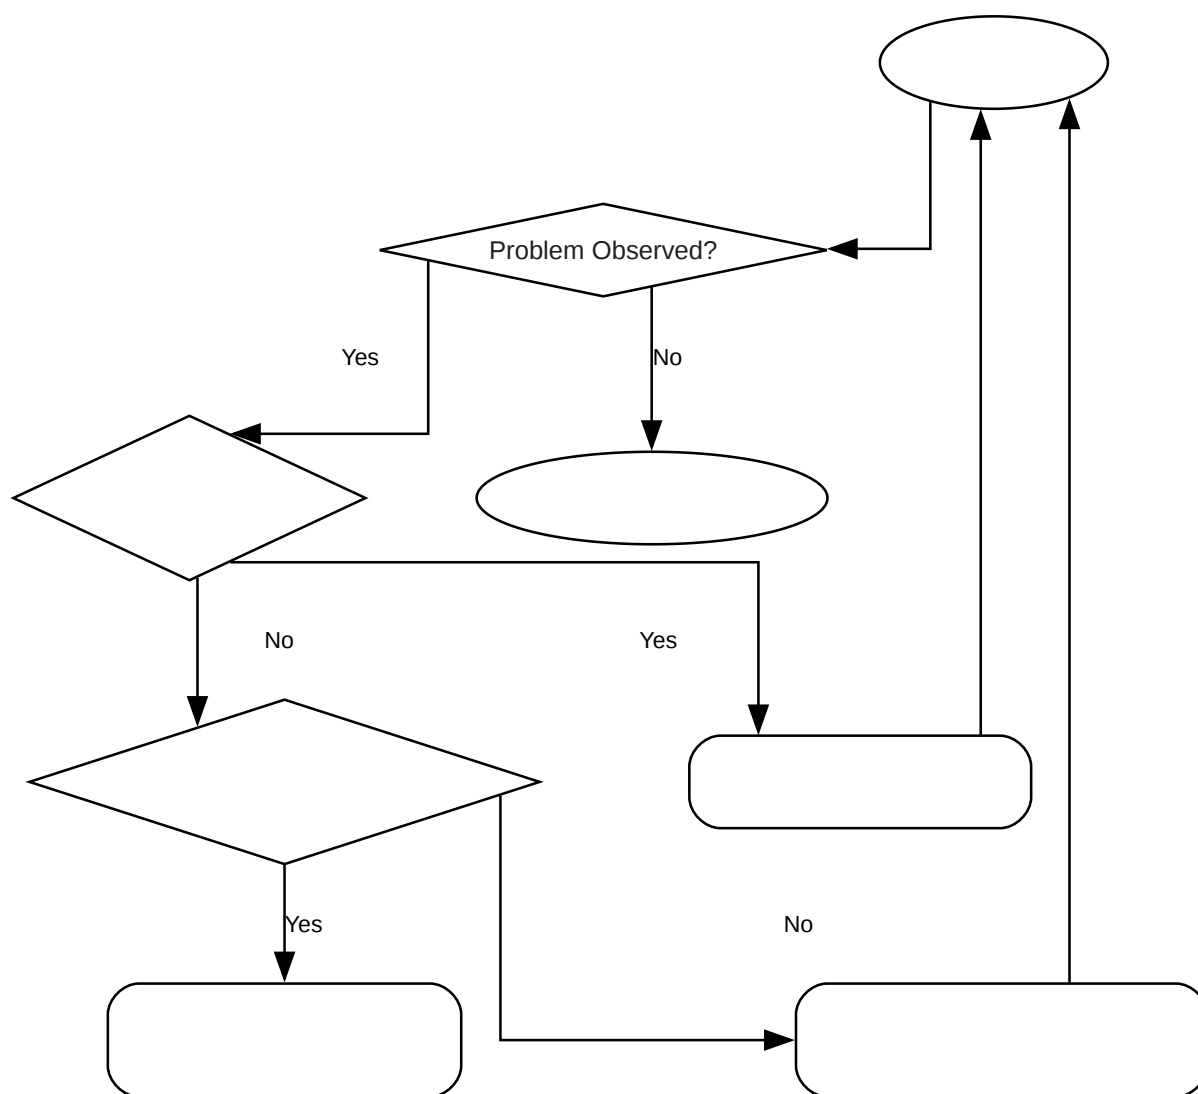 Problem Observed?
Yes
No
No
Yes
Yes
No